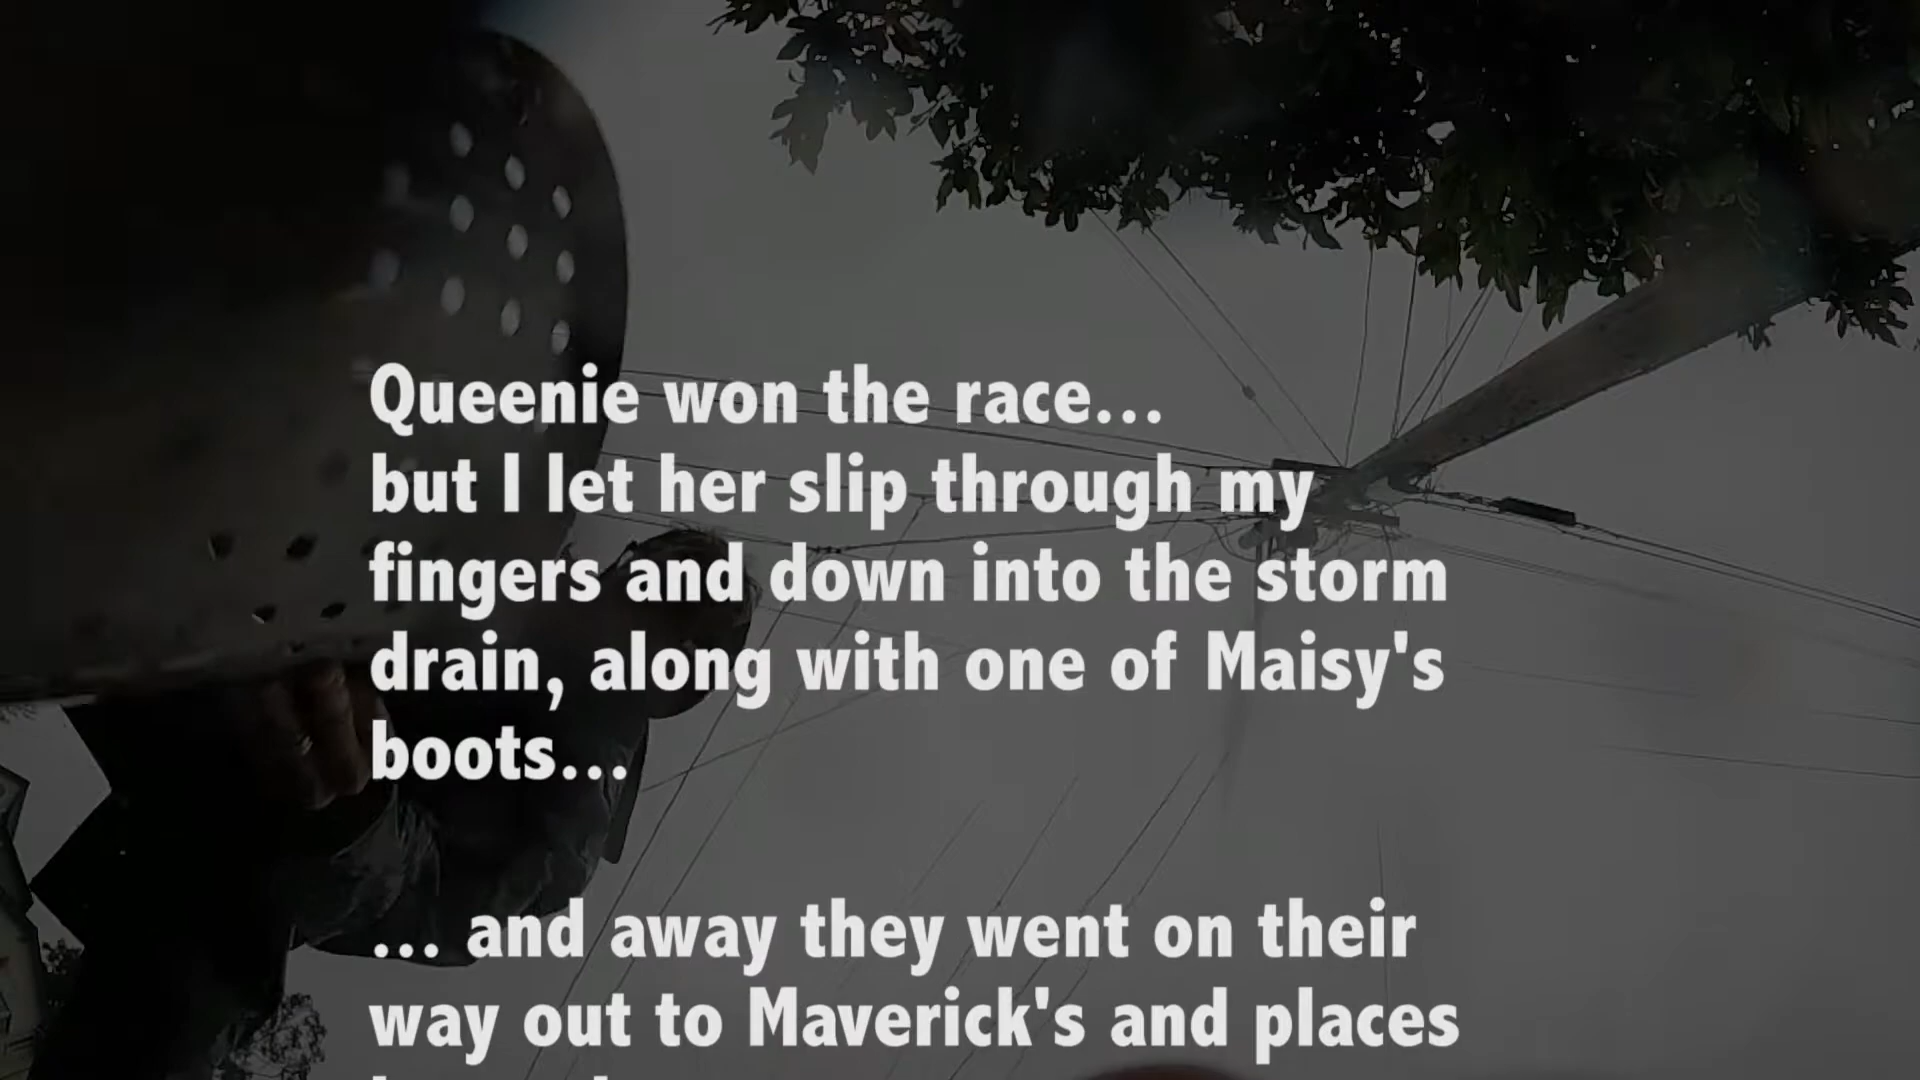 Queenie won the race...
but I let her slip through my
fingers and down into the storm
drain, along with one of Maisy's
boots...
... and away they went on their
way out to Maverick's and places